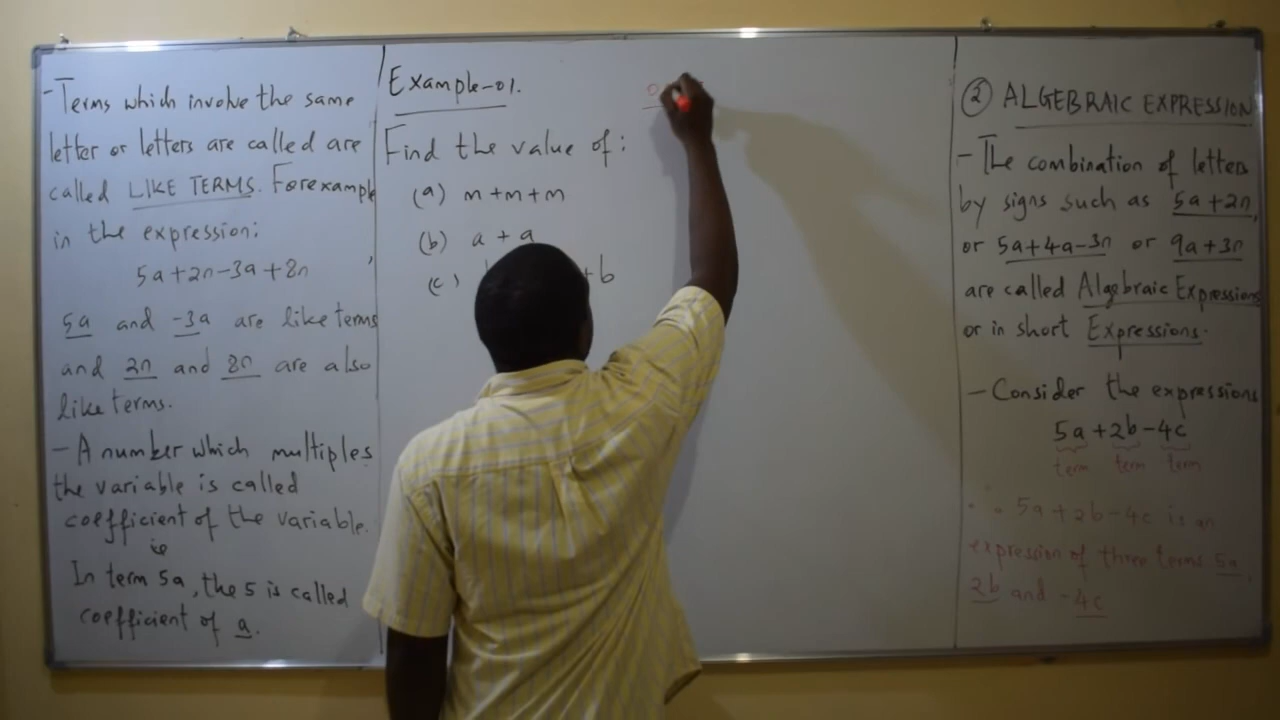 - Terms which involve the same
letter or letters are called are
called LIKE TERMS. Forexample
in the expression:
5a+2n-3a+8n
5a and -3a are like terms
and 2n and 8n are also
like terms.
- A number which multiples
the variable is called
coefficient of the variable.
ie
In term 5a, the 5 is called
coefficient of a.
Example-01.
Find the value of:
(a) m+m+m
(b) a + a
(c) +b
② ALGEBRAIC EXPRESSION
- The combination of letters
by signs such as 5a+2n,
or 5a+4a-3n or 9a+3n
are called Algebraic Expressions
or in short Expressions.
- Consider the expressions
5a+2b-4c
term term term
∴ 5a+2b-4c is an
expression of three terms 5a,
2b and -4c